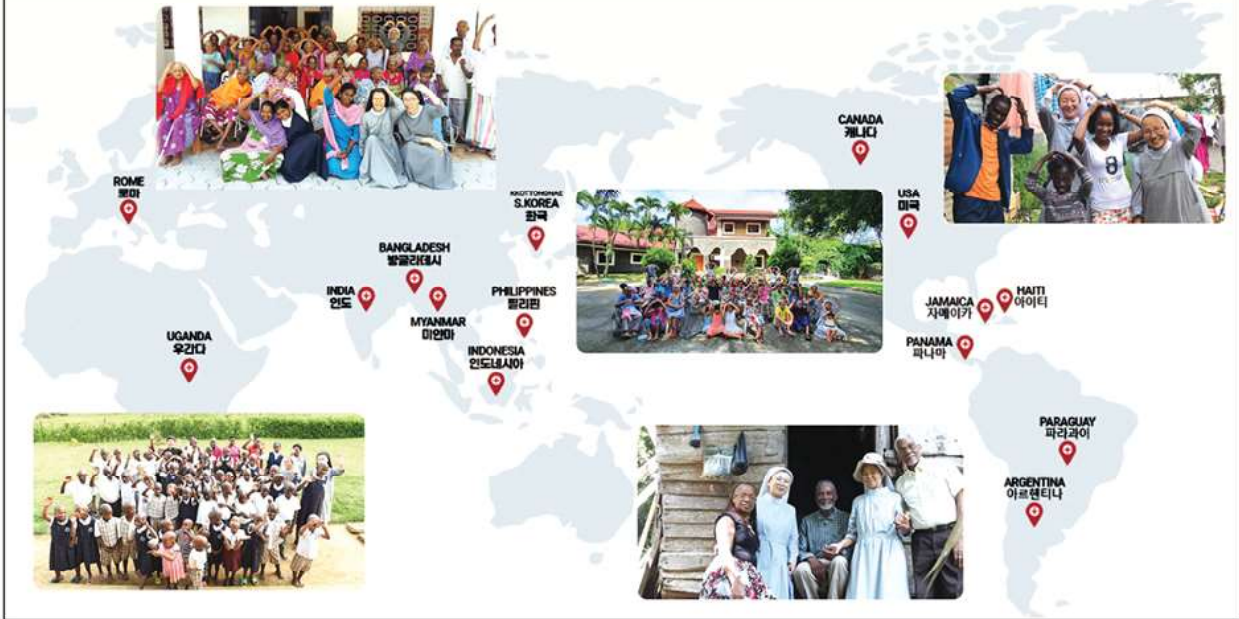 CANADA
캐나다
ROME
로마
KKOTTONGNAE
S.KOREA
한국
USA
미국
BANGLADESH
방글라데시
INDIA
인도
MYANMAR
미얀마
PHILIPPINES
필리핀
HAITI
아이티
JAMAICA
자메이카
UGANDA
우간다
INDONESIA
인도네시아
PANAMA
파나마
PARAGUAY
파라과이
ARGENTINA
아르헨티나
8